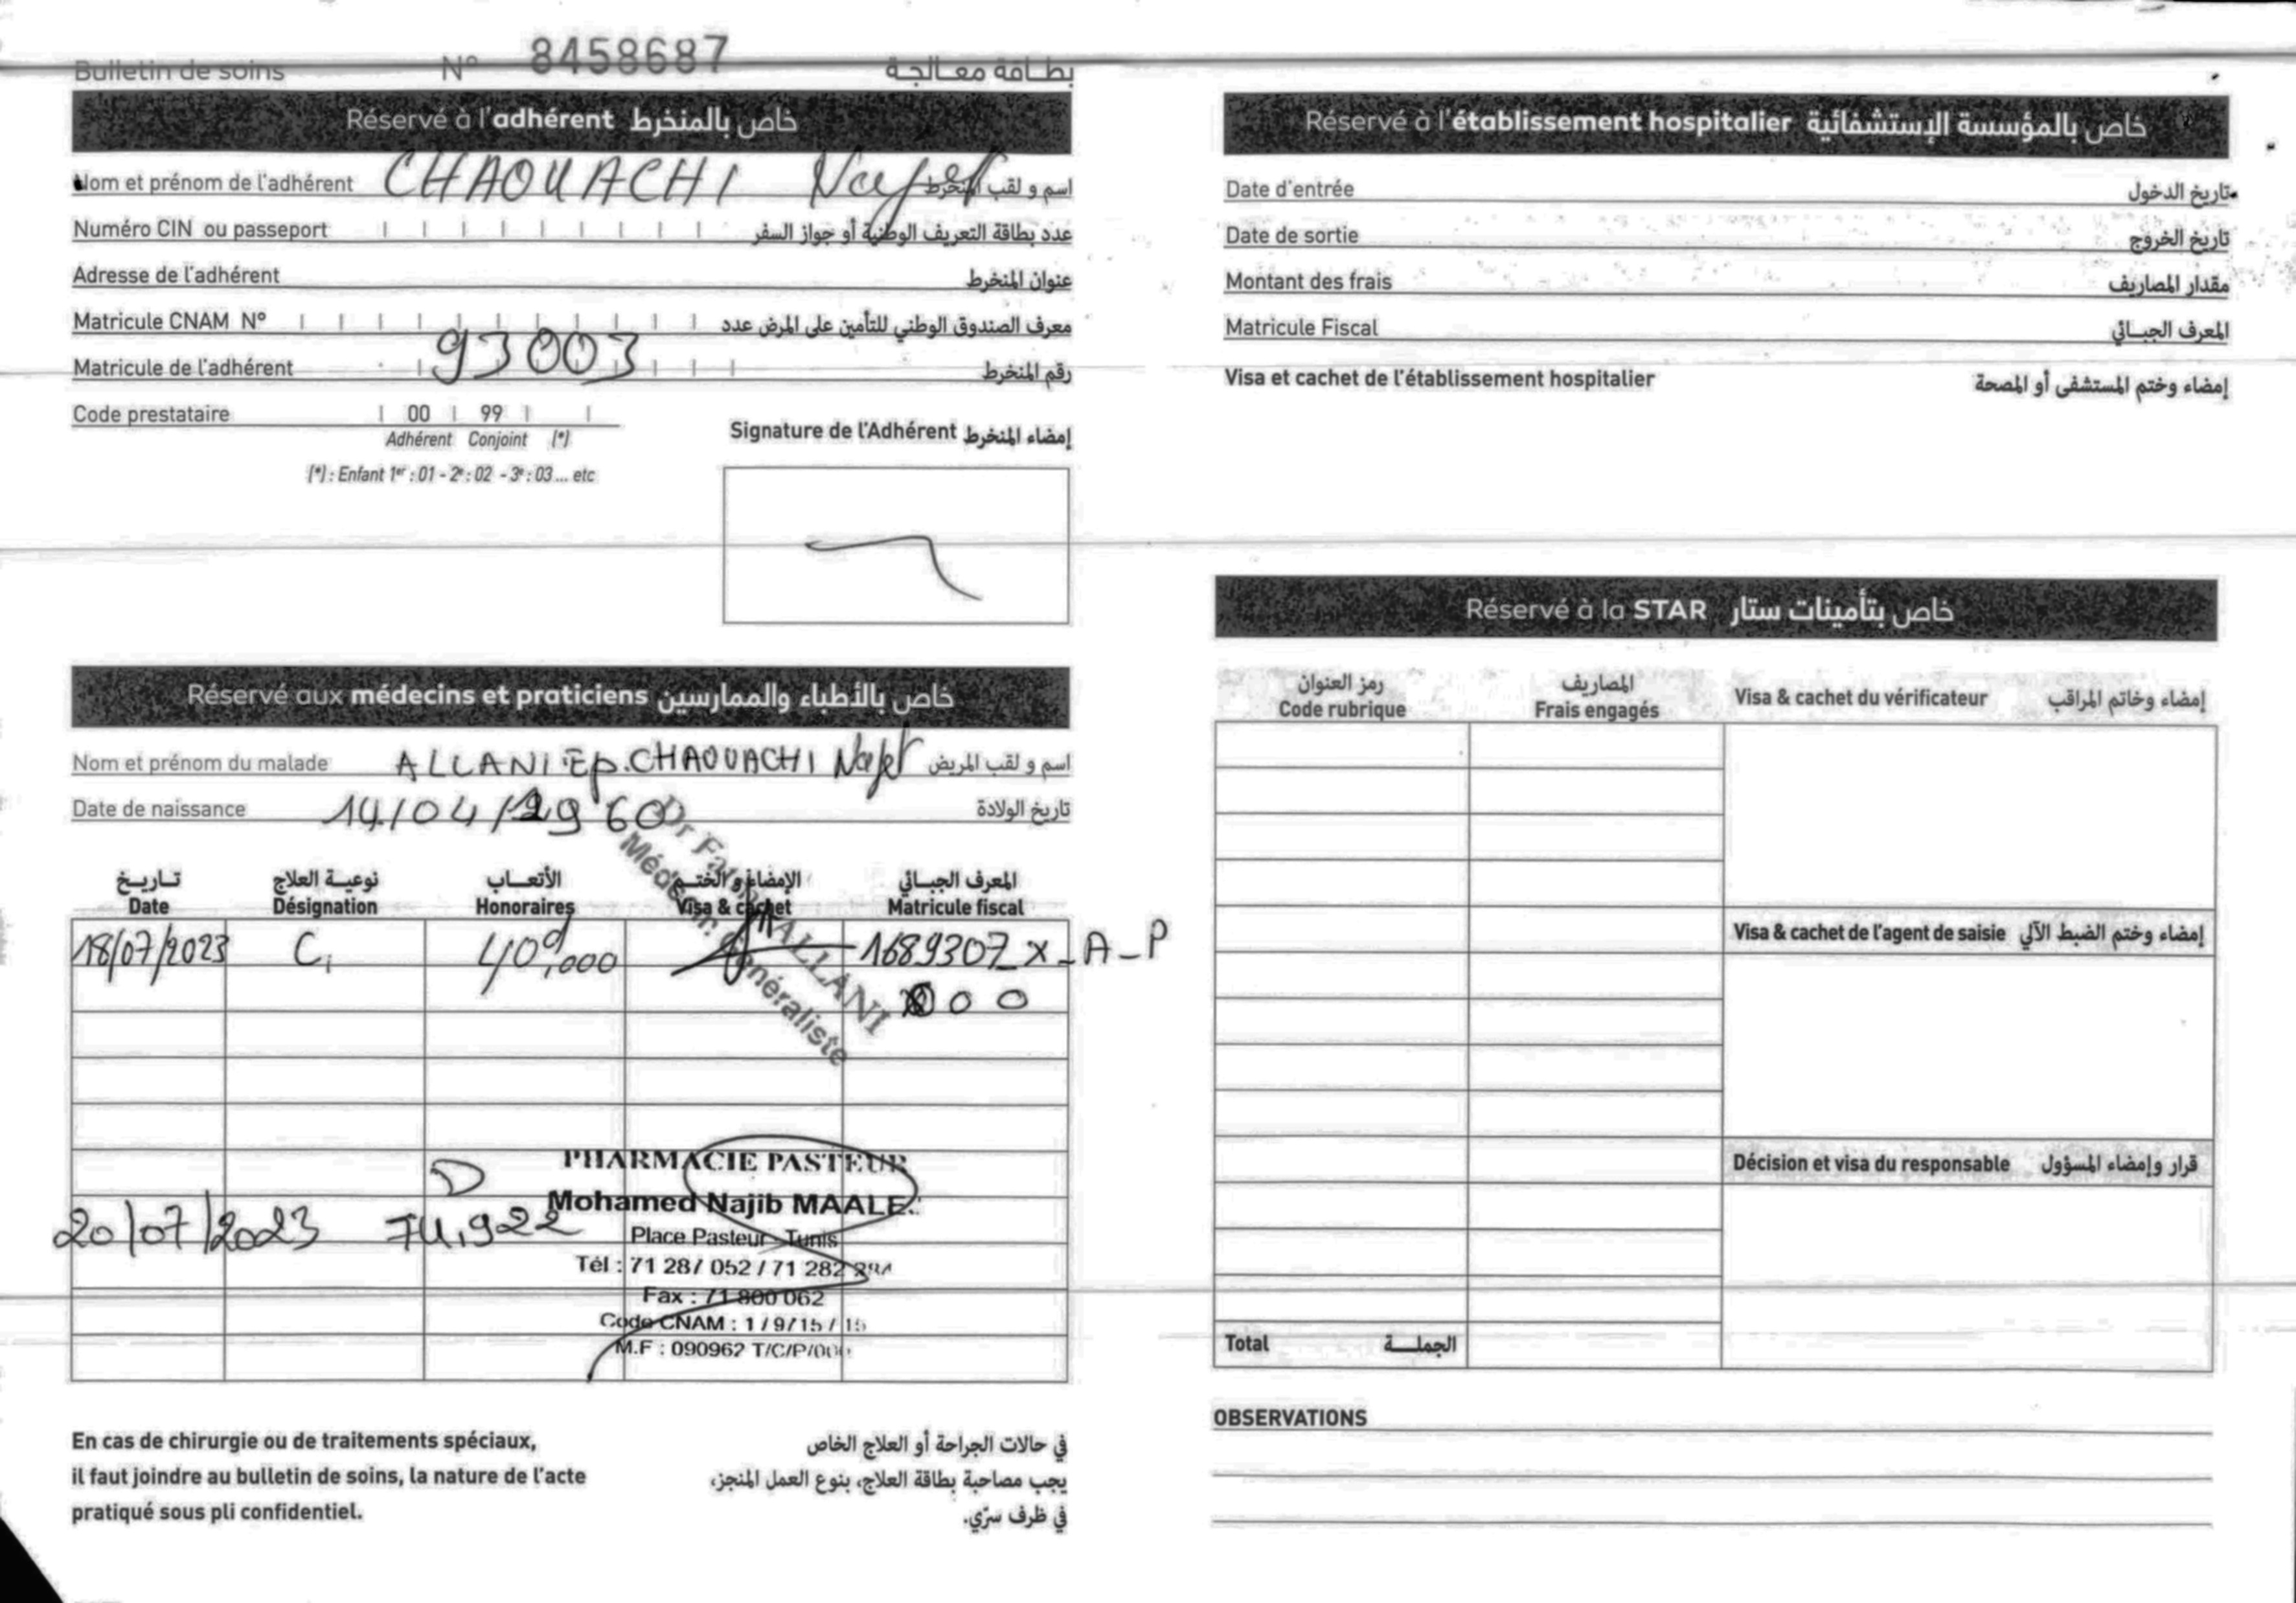 Bulletin de soins N° 8458687 بطاقة معالجة
Réservé à l'adhérent خاص بالمنخرط
Nom et prénom de l'adhérent CHAOUACHI Najet اسم و لقب المنخرط
Numéro CIN ou passeport عدد بطاقة التعريف الوطنية أو جواز السفر
Adresse de l'adhérent عنوان المنخرط
Matricule CNAM N° معرف الصندوق الوطني للتأمين على المرض عدد
Matricule de l'adhérent 93003 رقم المنخرط
Code prestataire 00 99
Adhérent Conjoint (*)
(*) : Enfant 1er : 01 - 2e : 02 - 3e : 03 ... etc
Signature de l'Adhérent إمضاء المنخرط
Réservé aux médecins et praticiens خاص بالأطباء والممارسين
Nom et prénom du malade ALLANI Ep. CHAOUACHI Najet اسم و لقب المريض
Date de naissance 14/04/1960 تاريخ الولادة
تاريخ نوعية العلاج الأتعاب الإمضاء و الختم المعرف الجبائي
Date Désignation Honoraires Visa & cachet Matricule fiscal
18/07/2023 C, 40d,000 1689307_X_A_P
000
Dr ALLANI
Médecin Généraliste
PHARMACIE PASTEUR
Mohamed Najib MAALE
20/07/2023 74,922
Place Pasteur - Tunis
Tél : 71 287 052 / 71 282 284
Fax : 71 800 062
Code CNAM : 1 / 9/15 / 15
M.F : 090962 T/C/P/000
En cas de chirurgie ou de traitements spéciaux,
il faut joindre au bulletin de soins, la nature de l'acte
pratiqué sous pli confidentiel.
في حالات الجراحة أو العلاج الخاص
يجب مصاحبة بطاقة العلاج، بنوع العمل المنجز،
في ظرف سرّي.
Réservé à l'établissement hospitalier خاص بالمؤسسة الإستشفائية
Date d'entrée تاريخ الدخول
Date de sortie تاريخ الخروج
Montant des frais مقدار المصاريف
Matricule Fiscal المعرف الجبائي
Visa et cachet de l'établissement hospitalier إمضاء وختم المستشفى أو المصحة
Réservé à la STAR خاص بتأمينات ستار
رمز العنوان المصاريف
Code rubrique Frais engagés Visa & cachet du vérificateur إمضاء وخاتم المراقب
Visa & cachet de l'agent de saisie إمضاء وختم الضبط الآلي
Décision et visa du responsable قرار وإمضاء المسؤول
Total الجملة
OBSERVATIONS